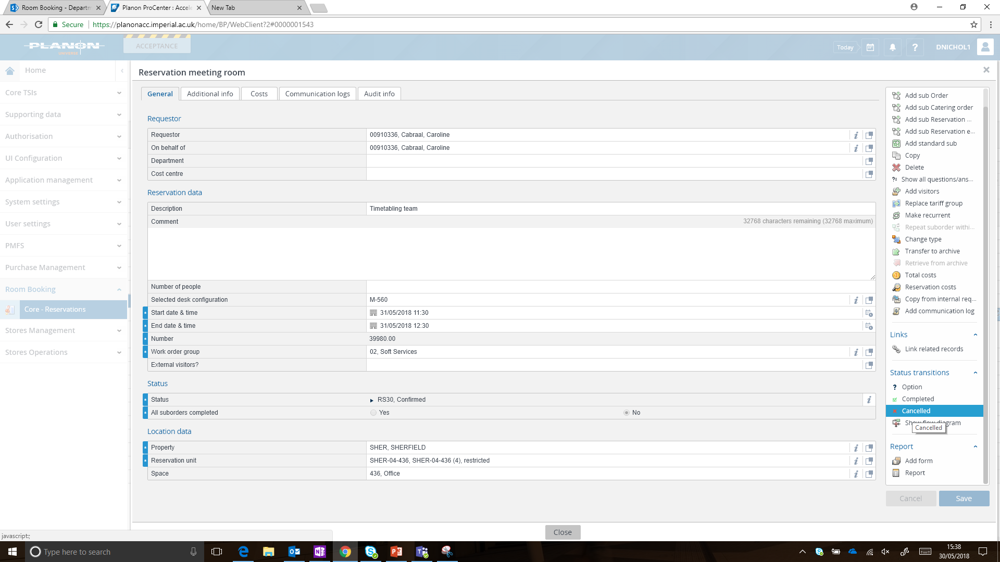 Room Booking - Departm
Planon ProCenter : Accele
New Tab
Secure
https://planonacc.imperial.ac.uk/home/BP/WebClient?2#0000001543
PLANON
UNIVERSE
ACCEPTANCE
Today
?
DNICHOL1
Home
Core TSIs
Supporting data
Authorisation
UI Configuration
Application management
System settings
User settings
PMFS
Purchase Management
Room Booking
Core - Reservations
Stores Management
Stores Operations
Reservation meeting room
General
Additional info
Costs
Communication logs
Audit info
Requestor
Requestor 00910336, Cabraal, Caroline
On behalf of 00910336, Cabraal, Caroline
Department
Cost centre
Reservation data
Description Timetabling team
Comment 32768 characters remaining (32768 maximum)
Number of people
Selected desk configuration M-560
* Start date & time 31/05/2018 11:30
* End date & time 31/05/2018 12:30
* Number 39980.00
* Work order group 02, Soft Services
External visitors?
Status
* Status RS30, Confirmed
* All suborders completed Yes No
Location data
* Property SHER, SHERFIELD
* Reservation unit SHER-04-436, SHER-04-436 (4), restricted
Space 436, Office
Add sub Order
Add sub Catering order
Add sub Reservation ...
Add sub Reservation e...
Add standard sub
Copy
Delete
Show all questions/ans...
Add visitors
Replace tariff group
Make recurrent
Repeat suborder withi...
Change type
Transfer to archive
Retrieve from archive
Total costs
Reservation costs
Copy from internal req...
Add communication log
Links
Link related records
Status transitions
? Option
Completed
Cancelled
Show flow diagram
Cancelled
Report
Add form
Report
Cancel
Save
Close
javascript:;
Type here to search
15:38
30/05/2018